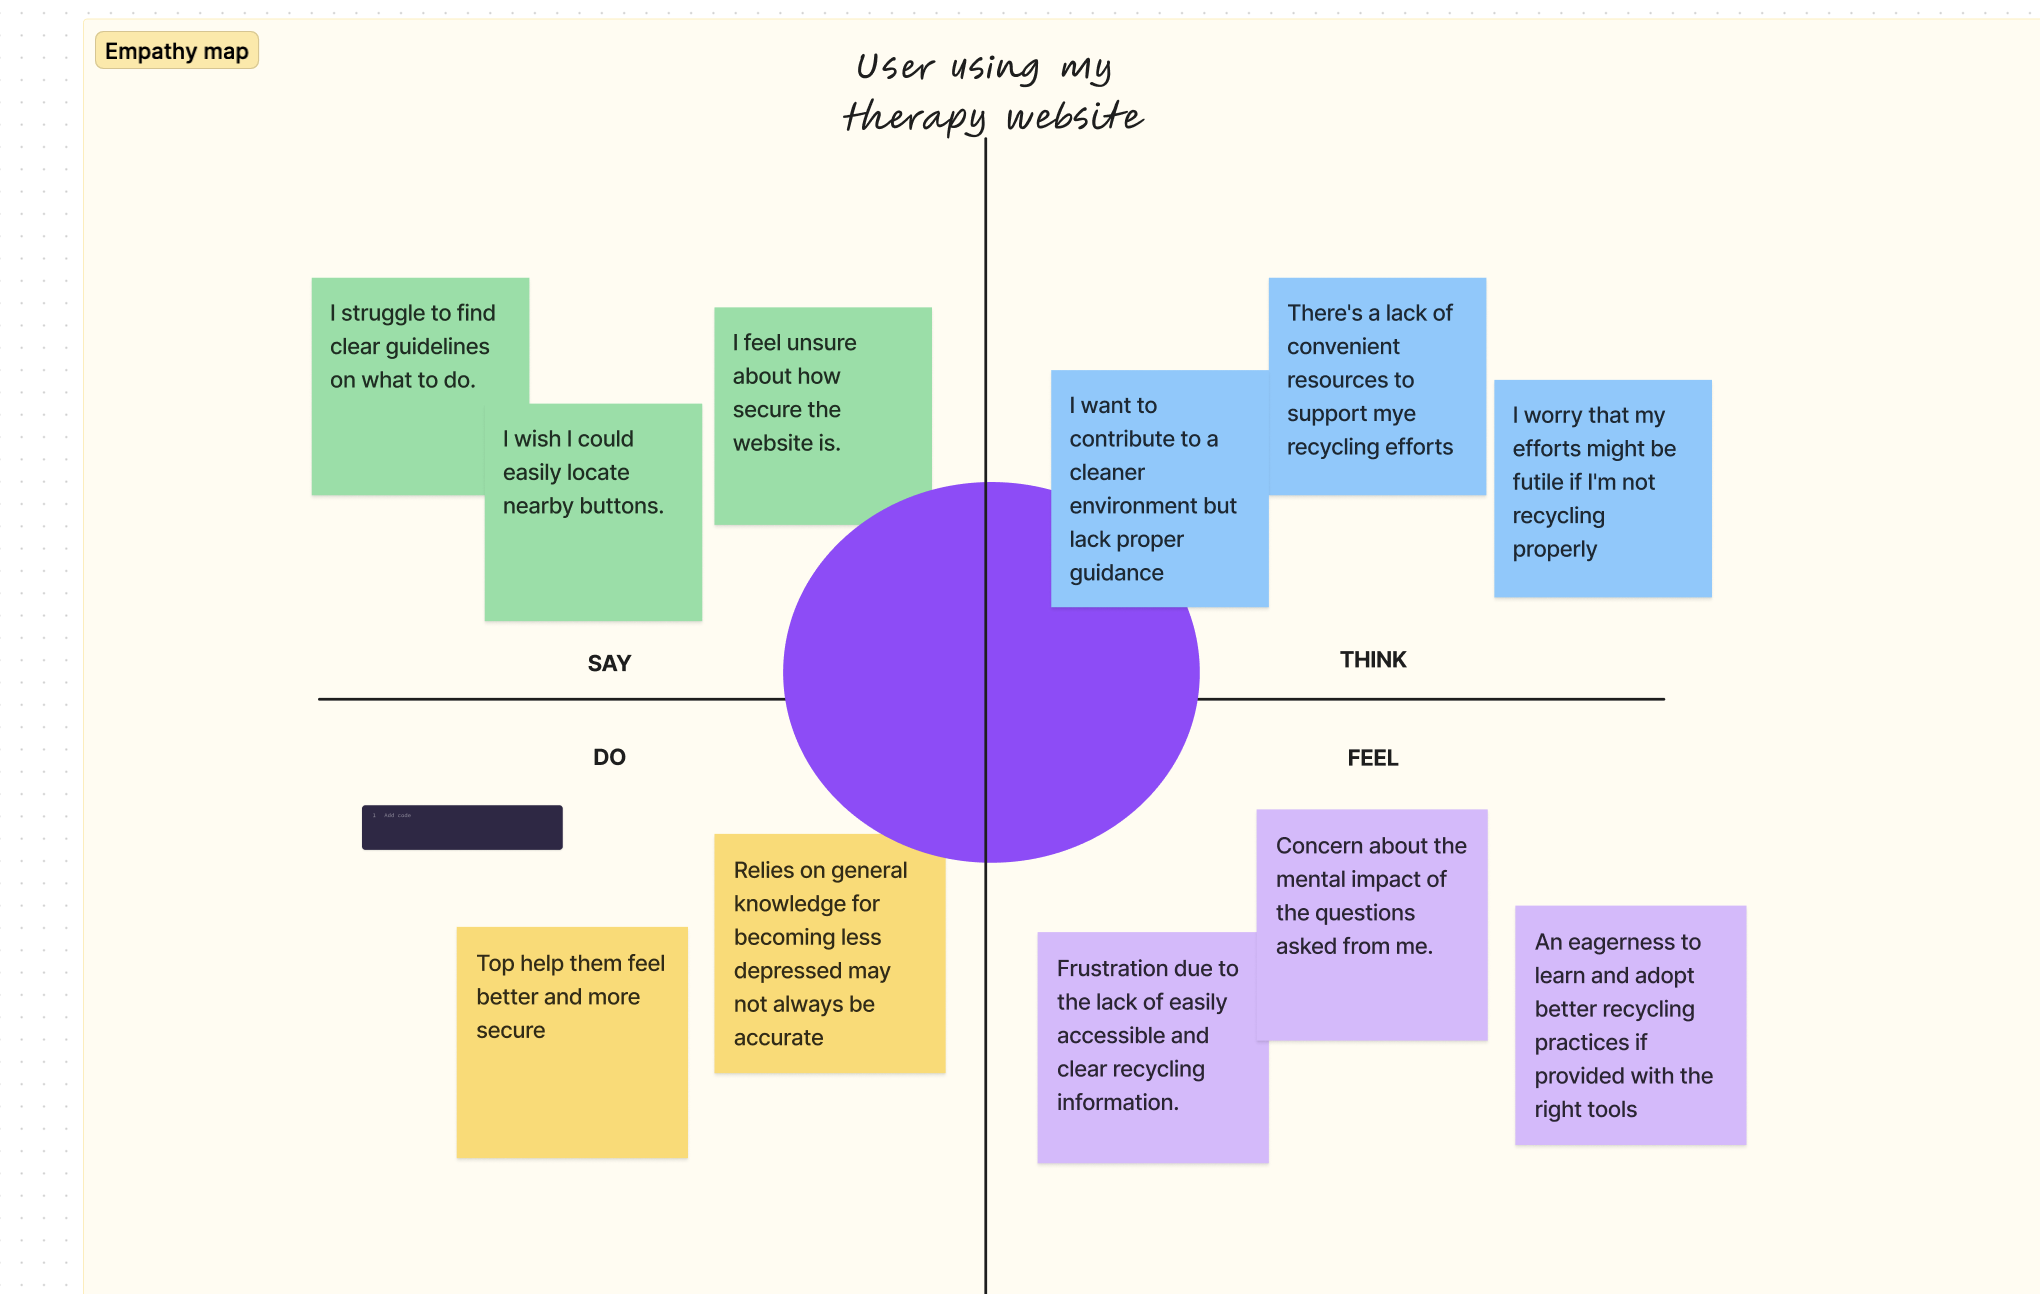 Empathy map
User using my
therapy website
I struggle to find
clear guidelines
on what to do.
I wish I could
easily locate
nearby buttons.
I feel unsure
about how
secure the
website is.
SAY
I want to
contribute to a
cleaner
environment but
lack proper
guidance
There's a lack of
convenient
resources to
support mye
recycling efforts
I worry that my
efforts might be
futile if I'm not
recycling
properly
THINK
DO
1 Add code
Top help them feel
better and more
secure
Relies on general
knowledge for
becoming less
depressed may
not always be
accurate
FEEL
Frustration due to
the lack of easily
accessible and
clear recycling
information.
Concern about the
mental impact of
the questions
asked from me.
An eagerness to
learn and adopt
better recycling
practices if
provided with the
right tools